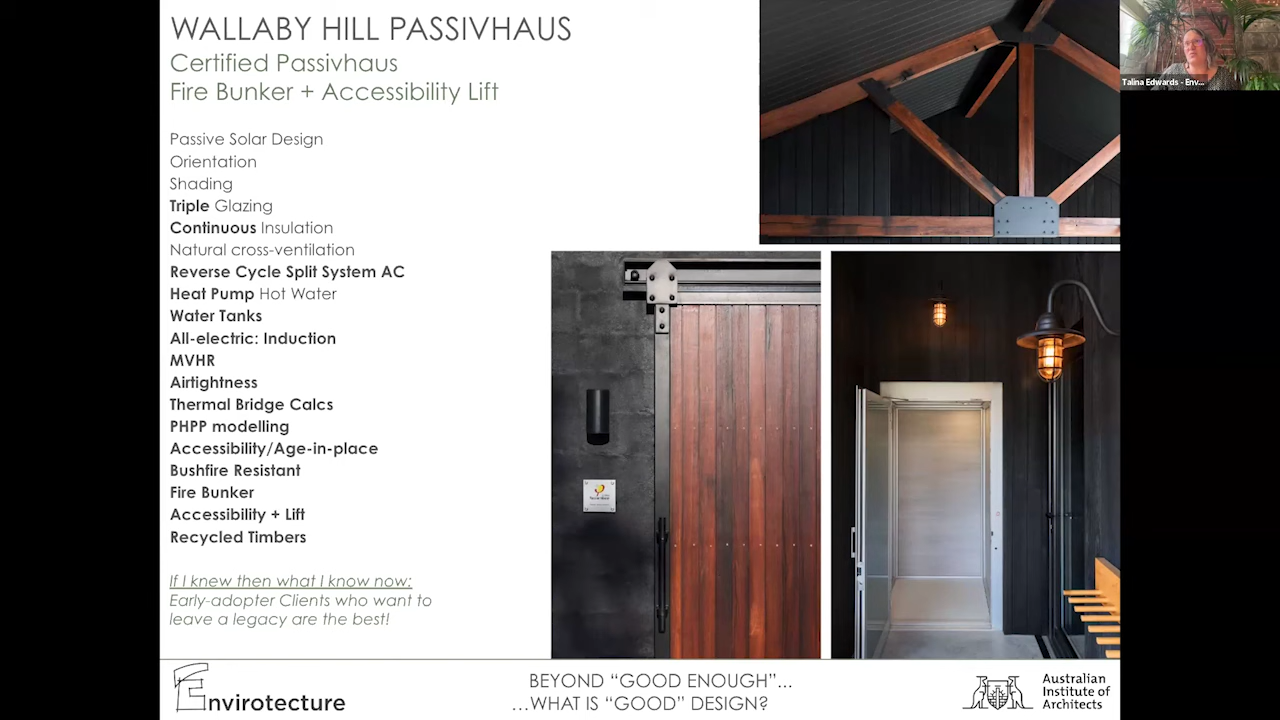 WALLABY HILL PASSIVHAUS
Certified Passivhaus
Fire Bunker + Accessibility Lift
Passive Solar Design
Orientation
Shading
Triple Glazing
Continuous Insulation
Natural cross-ventilation
Reverse Cycle Split System AC
Heat Pump Hot Water
Water Tanks
All-electric: Induction
MVHR
Airtightness
Thermal Bridge Calcs
PHPP modelling
Accessibility/Age-in-place
Bushfire Resistant
Fire Bunker
Accessibility + Lift
Recycled Timbers
If I knew then what I know now:
Early-adopter Clients who want to
leave a legacy are the best!
Envirotecture
BEYOND “GOOD ENOUGH”...
...WHAT IS “GOOD” DESIGN?
Australian
Institute of
Architects
Talina Edwards - Env...